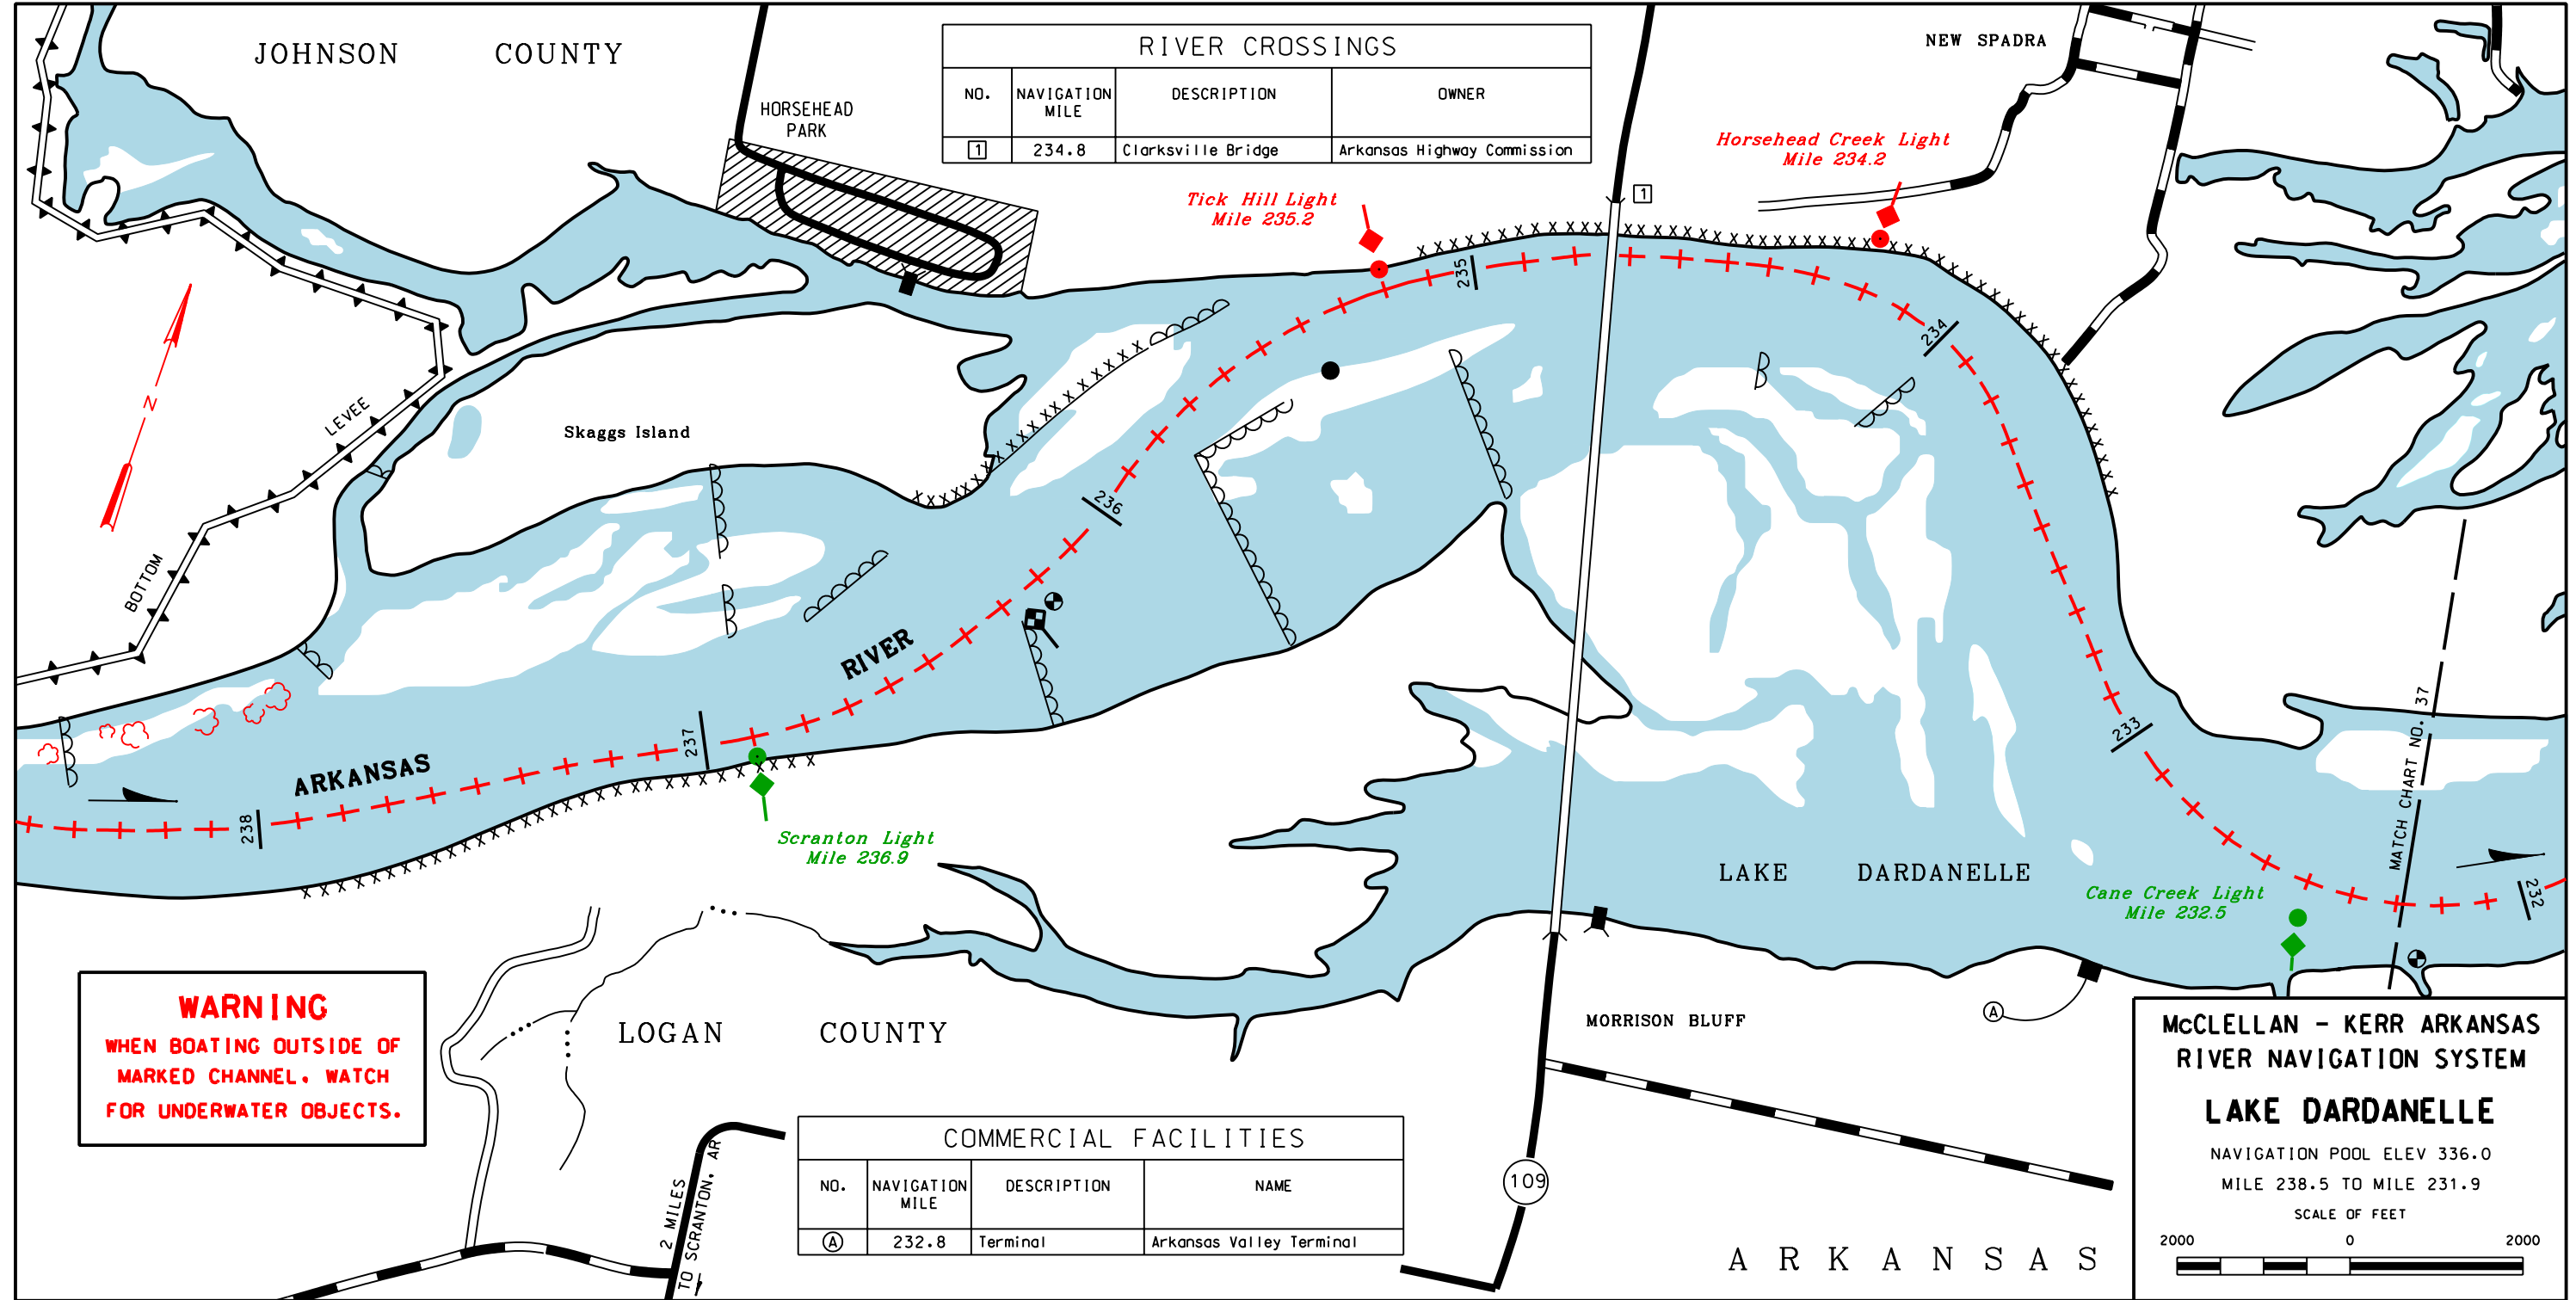 JOHNSON COUNTY
HORSEHEAD
PARK
RIVER CROSSINGS
NO.
NAVIGATION
MILE
DESCRIPTION
OWNER
1
234.8
Clarksville Bridge
Arkansas Highway Commission
NEW SPADRA
Horsehead Creek Light
Mile 234.2
Tick Hill Light
Mile 235.2
1
235
234
N
LEVEE
Skaggs Island
BOTTOM
236
RIVER
237
ARKANSAS
238
233
MATCH CHART NO. 37
Scranton Light
Mile 236.9
LAKE DARDANELLE
Cane Creek Light
Mile 232.5
232
WARNING
WHEN BOATING OUTSIDE OF
MARKED CHANNEL, WATCH
FOR UNDERWATER OBJECTS.
LOGAN COUNTY
MORRISON BLUFF
A
2 MILES
TO SCRANTON, AR
COMMERCIAL FACILITIES
NO.
NAVIGATION
MILE
DESCRIPTION
NAME
A
232.8
Terminal
Arkansas Valley Terminal
109
ARKANSAS
McCLELLAN - KERR ARKANSAS
RIVER NAVIGATION SYSTEM
LAKE DARDANELLE
NAVIGATION POOL ELEV 336.0
MILE 238.5 TO MILE 231.9
SCALE OF FEET
2000 0 2000